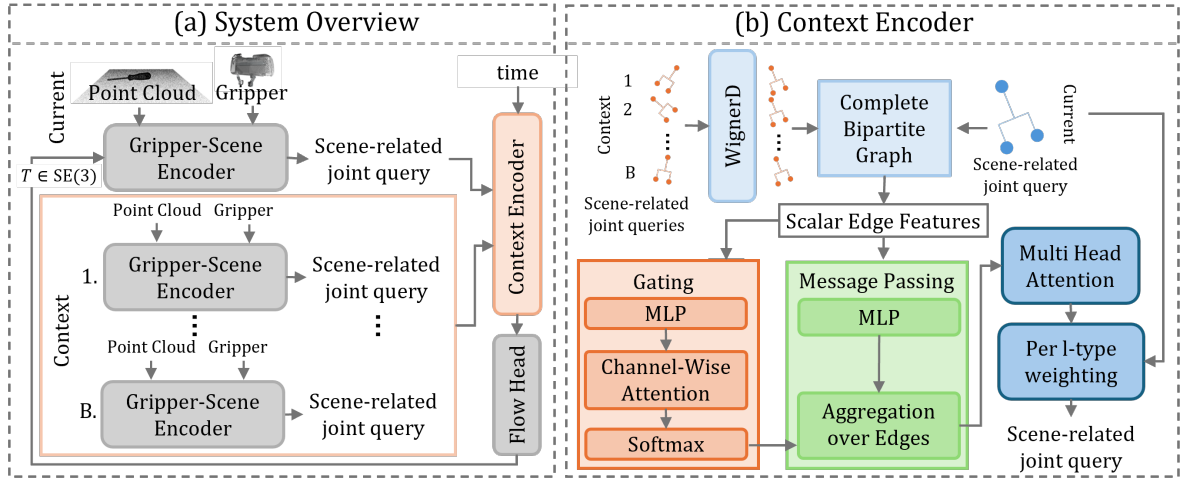 (a) System Overview
Current
Point Cloud
Gripper
time
T ∈ SE(3)
Gripper-Scene
Encoder
Scene-related
joint query
Context Encoder
Context
Point Cloud
Gripper
1.
Gripper-Scene
Encoder
Scene-related
joint query
⋮
⋮
Point Cloud
Gripper
B.
Gripper-Scene
Encoder
Scene-related
joint query
Flow Head
(b) Context Encoder
Context
1
2
⋮
B
Scene-related
joint queries
WignerD
⋮
Complete
Bipartite
Graph
Current
Scene-related
joint query
Scalar Edge Features
Gating
MLP
Channel-Wise
Attention
Softmax
Message Passing
MLP
Aggregation
over Edges
Multi Head
Attention
Per l-type
weighting
Scene-related
joint query